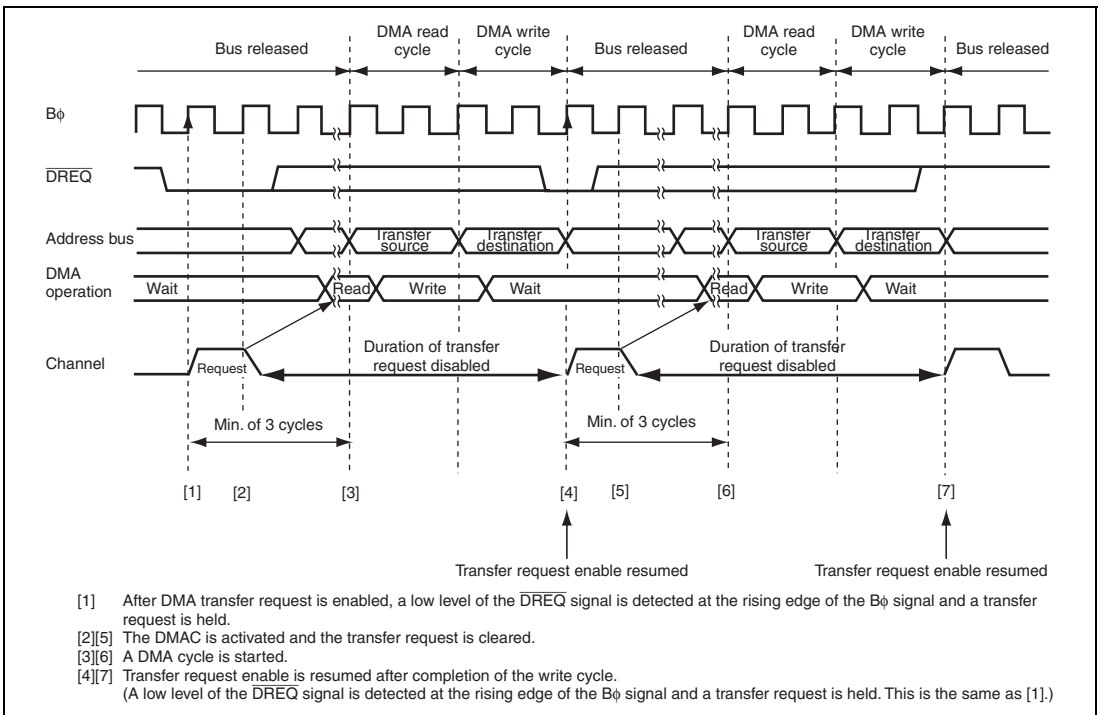 Bus released DMA read cycle DMA write cycle Bus released DMA read cycle DMA write cycle Bus released
Bφ
DREQ
Address bus Transfer source Transfer destination Transfer source Transfer destination
DMA operation Wait Read Write Wait Read Write Wait
Channel Request Duration of transfer request disabled Request Duration of transfer request disabled
Min. of 3 cycles Min. of 3 cycles
[1] [2] [3] [4] [5] [6] [7]
Transfer request enable resumed Transfer request enable resumed
[1] After DMA transfer request is enabled, a low level of the DREQ signal is detected at the rising edge of the Bφ signal and a transfer
request is held.
[2][5] The DMAC is activated and the transfer request is cleared.
[3][6] A DMA cycle is started.
[4][7] Transfer request enable is resumed after completion of the write cycle.
(A low level of the DREQ signal is detected at the rising edge of the Bφ signal and a transfer request is held. This is the same as [1].)